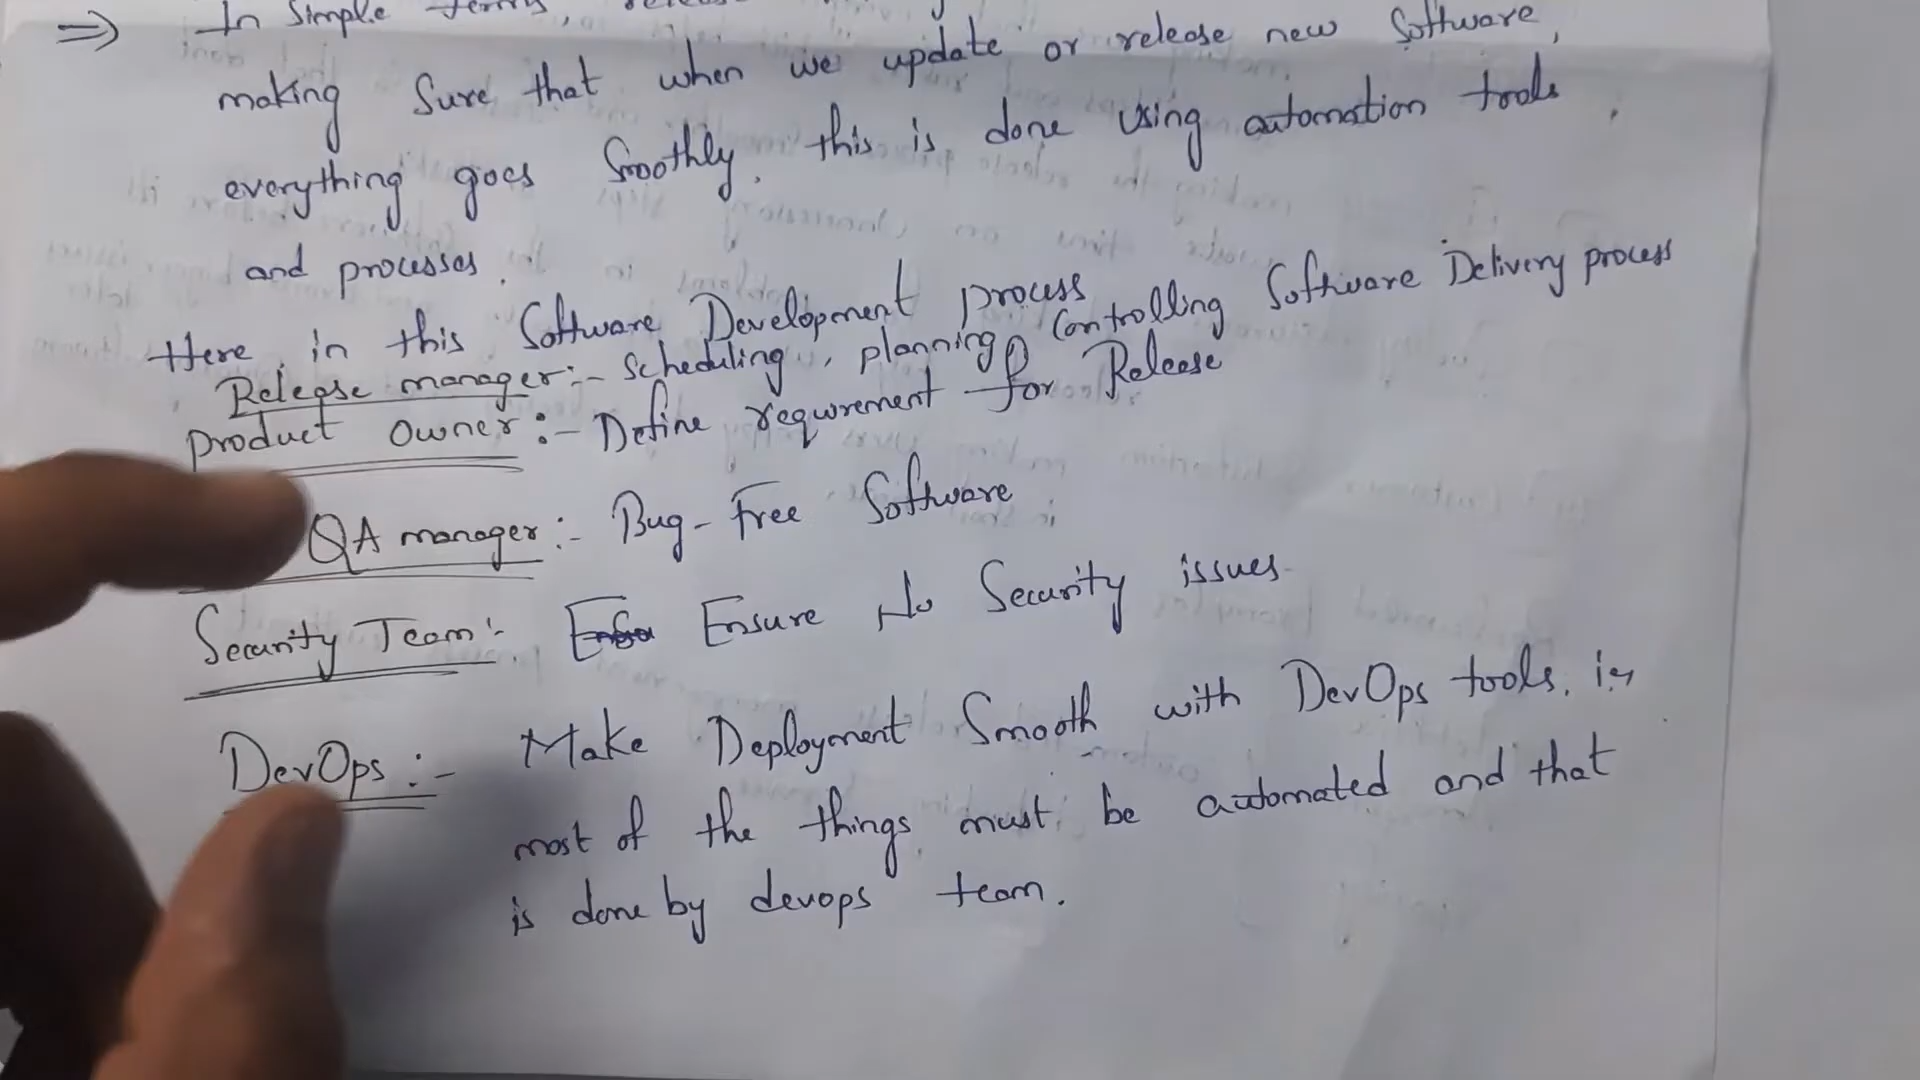 ⇒ In Simple terms,
making Sure that when we update or release new Software,
everything goes Smoothly. this is done using automation tools
and processes.
Here, in this Software Development process
Release manager:- Scheduling, planning, Controlling Software Delivery process
Product Owner:- Define requirement for Release
QA manager:- Bug-Free Software
Security Team:- Ensure No Security issues.
DevOps:- Make Deployment Smooth with DevOps tools. i.e
most of the things must be automated and that
is done by devops team.